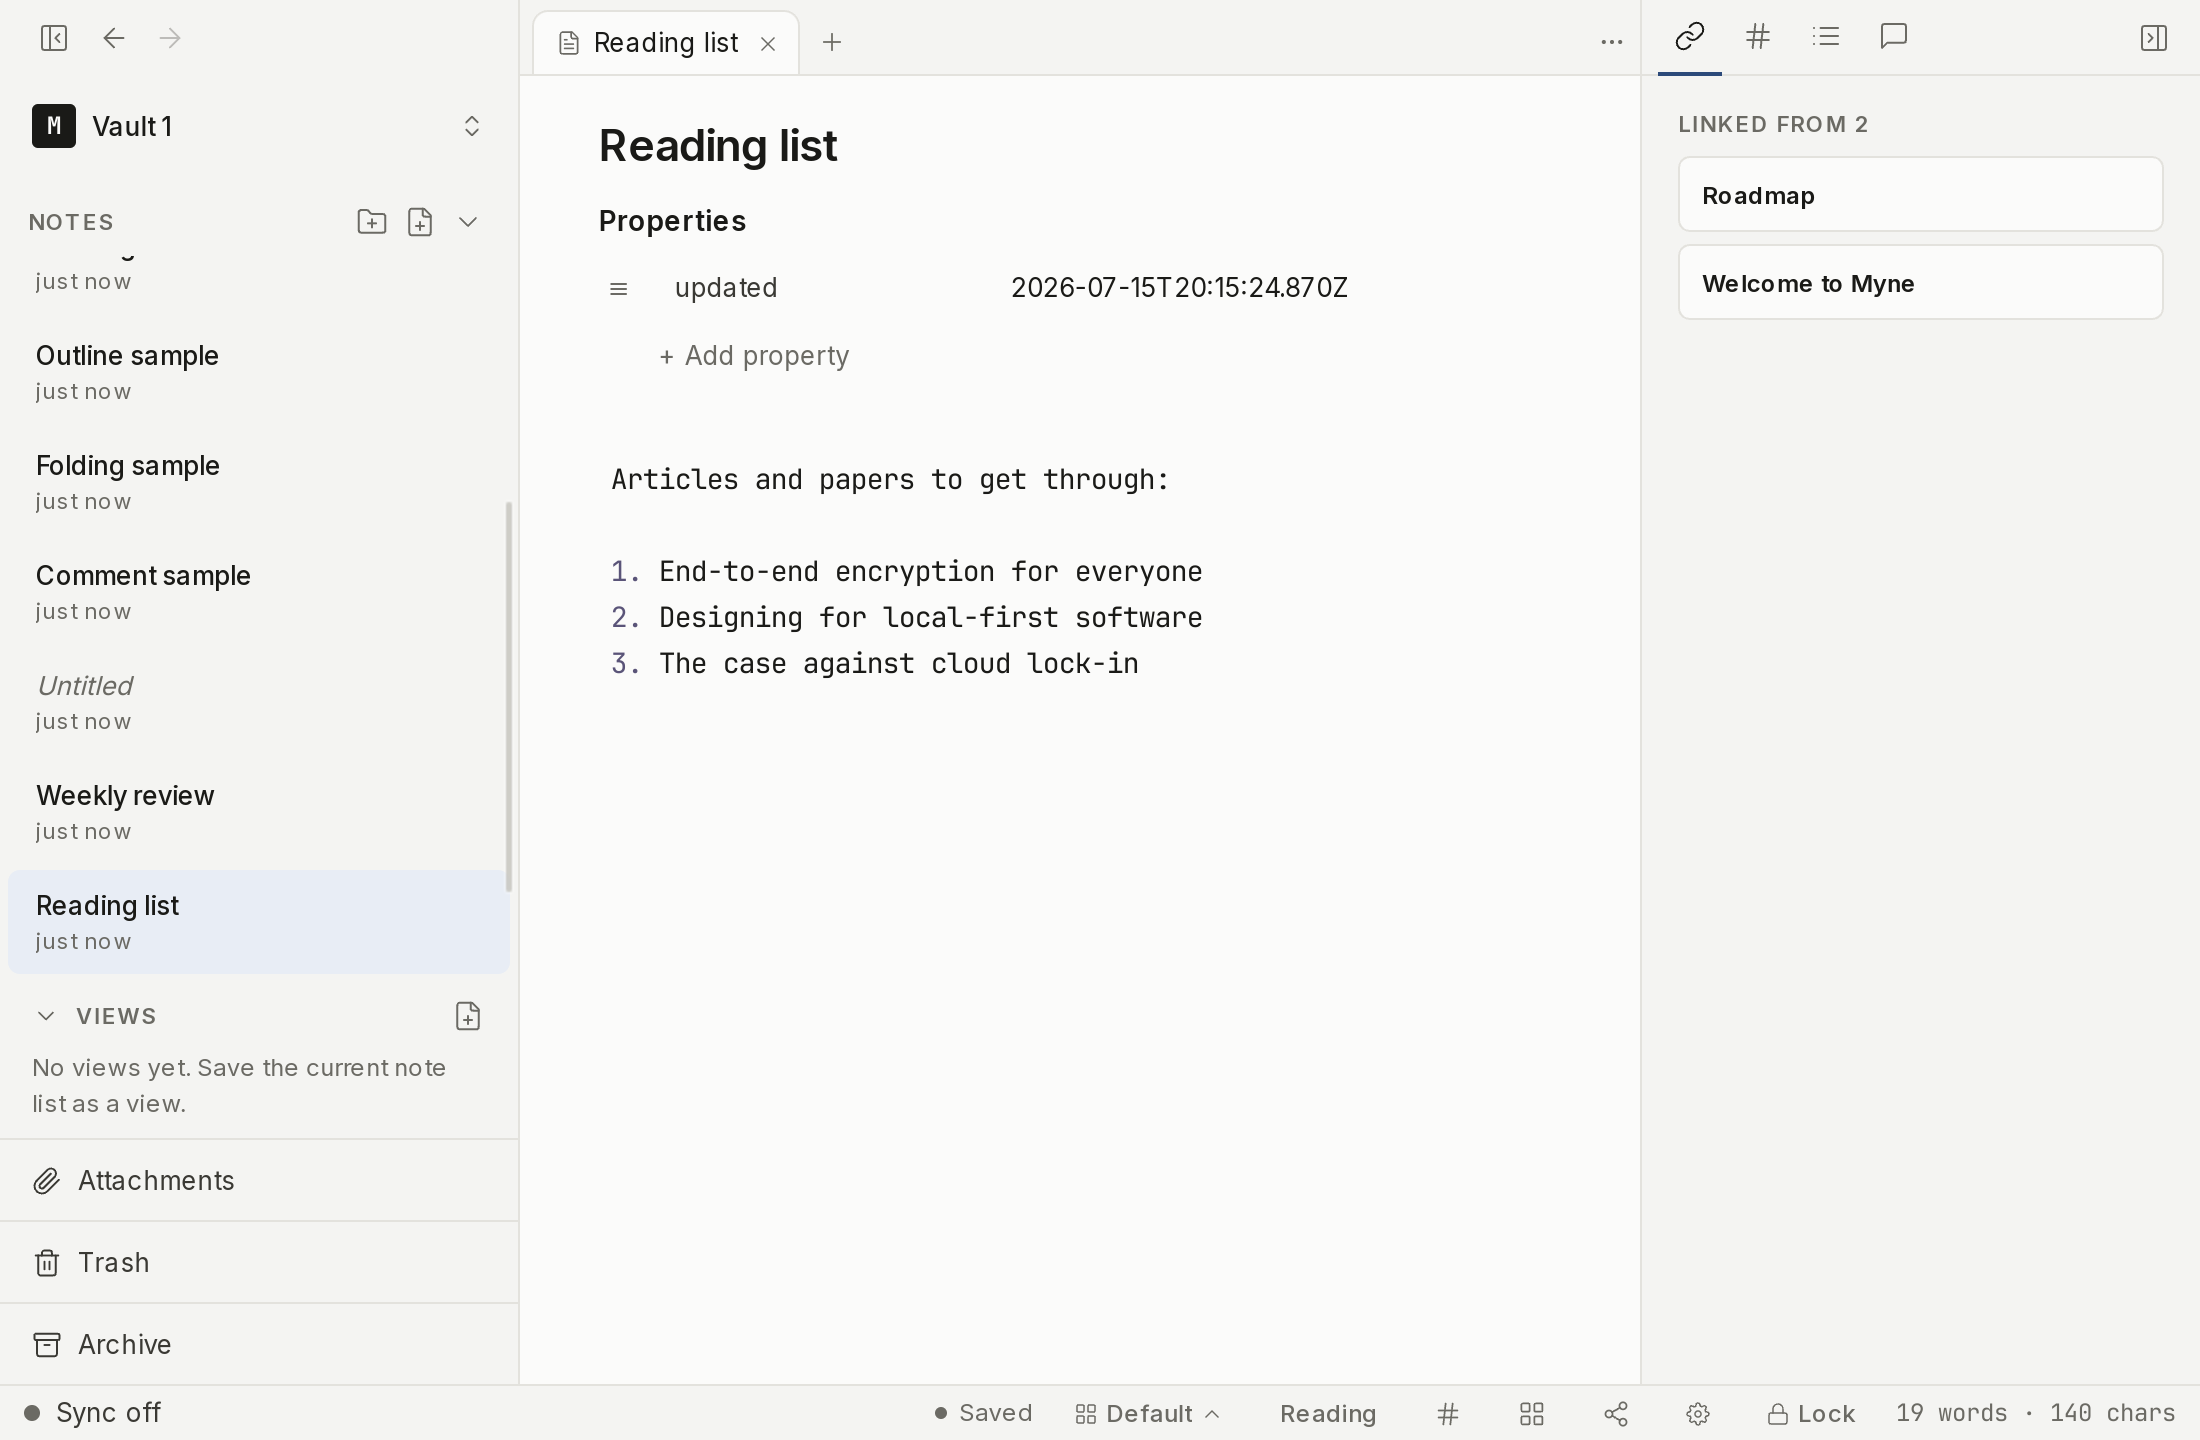 M Vault 1
NOTES
just now
Outline sample
just now
Folding sample
just now
Comment sample
just now
Untitled
just now
Weekly review
just now
Reading list
just now
VIEWS
No views yet. Save the current note
list as a view.
Attachments
Trash
Archive
Sync off
Reading list
Reading list
Properties
updated 2026-07-15T20:15:24.870Z
+ Add property
Articles and papers to get through:
1. End-to-end encryption for everyone
2. Designing for local-first software
3. The case against cloud lock-in
LINKED FROM 2
Roadmap
Welcome to Myne
Saved Default Reading Lock 19 words · 140 chars